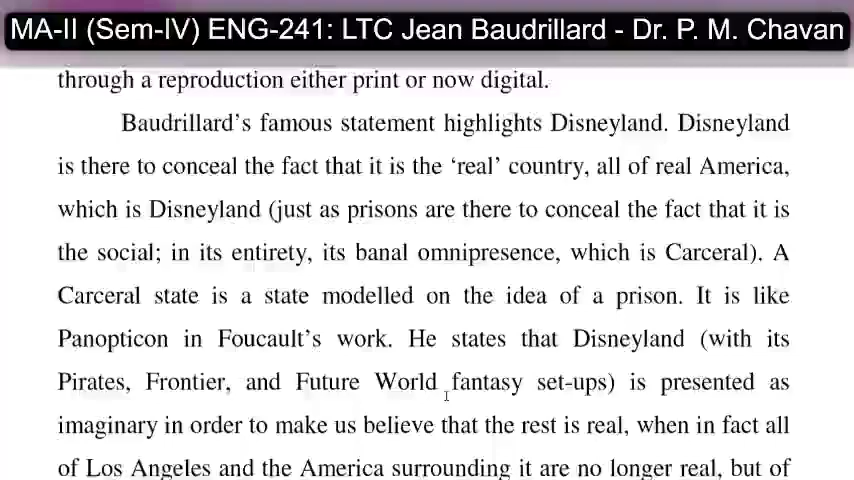 MA-II (Sem-IV) ENG-241: LTC Jean Baudrillard - Dr. P. M. Chavan
through a reproduction either print or now digital.
Baudrillard’s famous statement highlights Disneyland. Disneyland
is there to conceal the fact that it is the ‘real’ country, all of real America,
which is Disneyland (just as prisons are there to conceal the fact that it is
the social; in its entirety, its banal omnipresence, which is Carceral). A
Carceral state is a state modelled on the idea of a prison. It is like
Panopticon in Foucault’s work. He states that Disneyland (with its
Pirates, Frontier, and Future World fantasy set-ups) is presented as
imaginary in order to make us believe that the rest is real, when in fact all
of Los Angeles and the America surrounding it are no longer real, but of